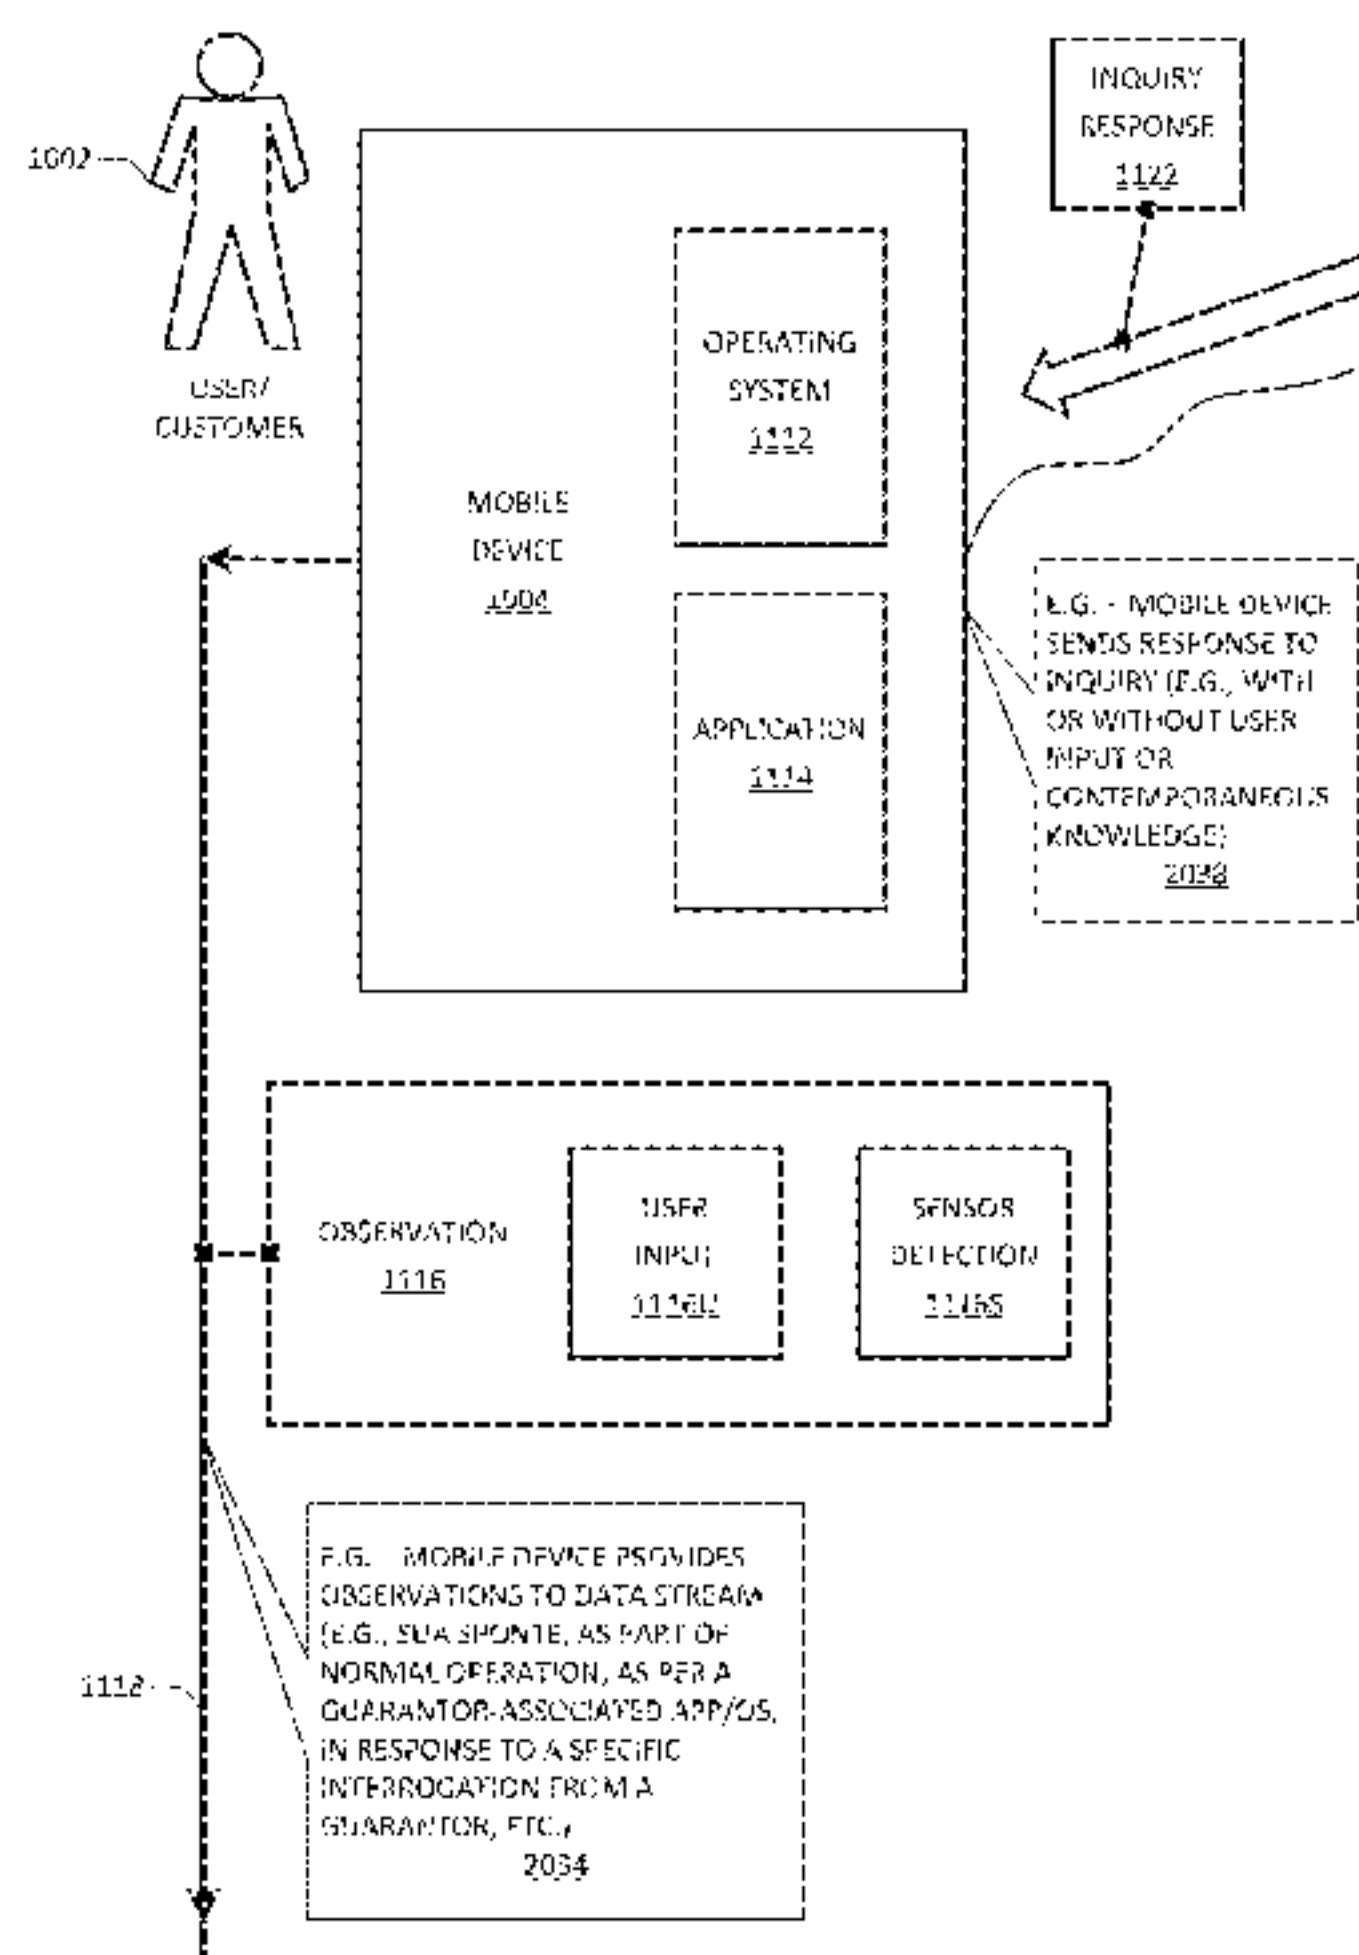 INQUIRY
RESPONSE
1122
1002
USER/
CUSTOMER
OPERATING
SYSTEM
1112
MOBILE
DEVICE
1004
APPLICATION
1114
E.G. - MOBILE DEVICE
SENDS RESPONSE TO
INQUIRY (E.G., WITH
OR WITHOUT USER
INPUT OR
CONTEMPORANEOUS
KNOWLEDGE)
OBSERVATION
1116
USER
INPUT
1116U
SENSOR
DETECTION
1116S
E.G. MOBILE DEVICE PROVIDES
OBSERVATIONS TO DATA STREAM
(E.G., SUA SPONTE, AS PART OF
NORMAL OPERATION, AS PER A
GUARANTOR-ASSOCIATED APP/OS,
IN RESPONSE TO A SPECIFIC
INTERROGATION FROM A
GUARANTOR, ETC.)
2034